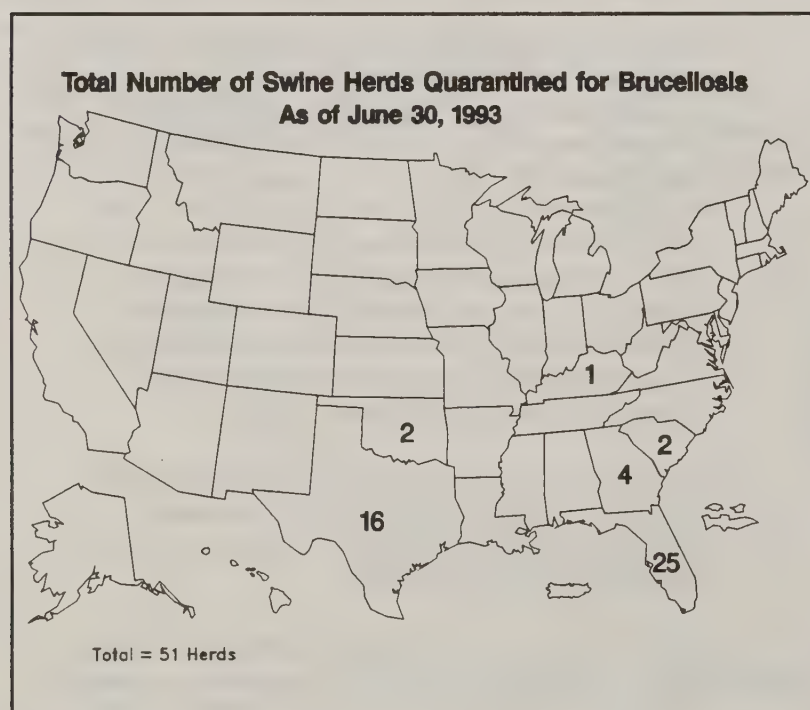 Total Number of Swine Herds Quarantined for Brucellosis
As of June 30, 1993
1
2
2
4
16
25
Total = 51 Herds